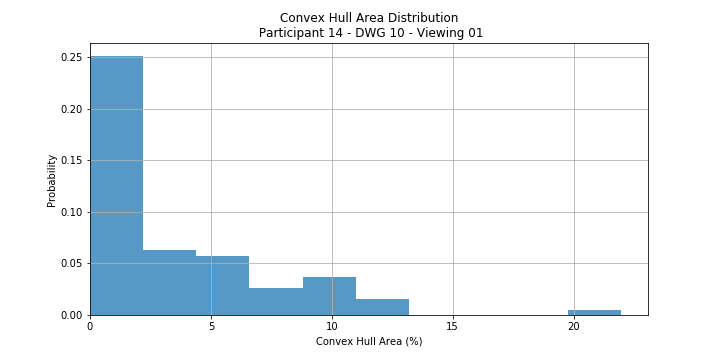 Convex Hull Area Distribution
Participant 14 - DWG 10 - Viewing 01
0.25
0.20
0.15
0.10
0.05
0.00
Probability
0 5 10 15 20
Convex Hull Area (%)